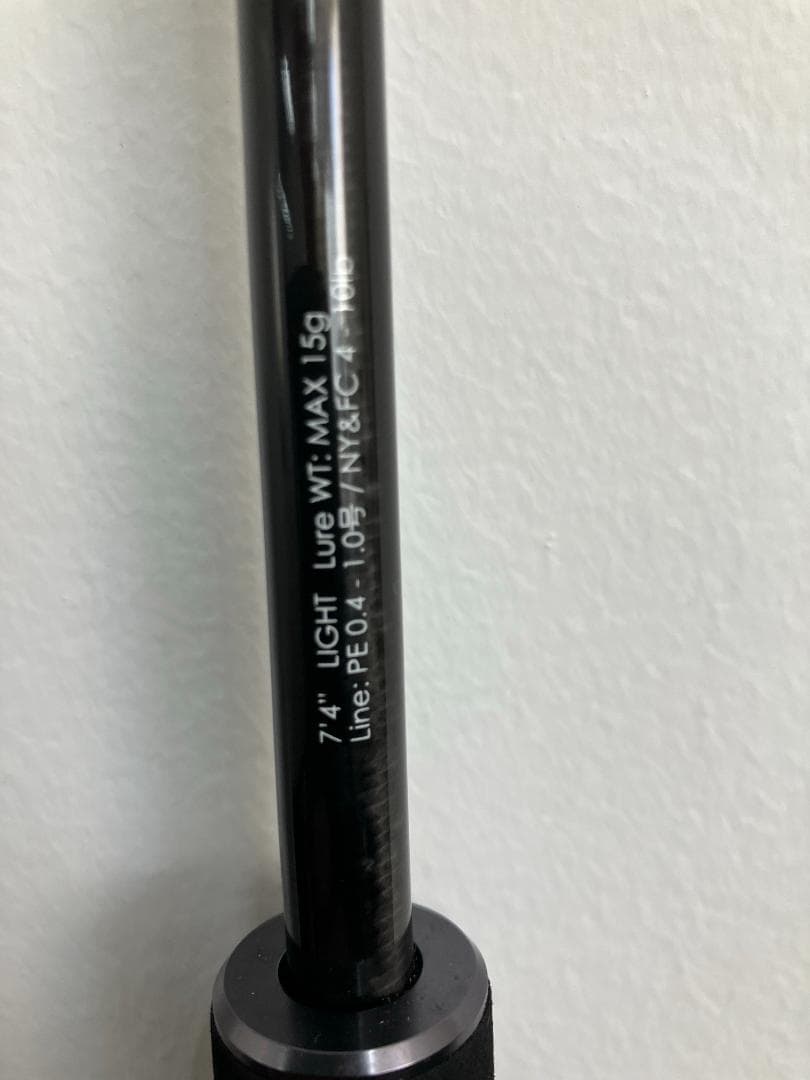 7'4" LIGHT Lure WT: MAX 15g
Line: PE 0.4 - 1.0号 / NY&FC 4 - 10lb